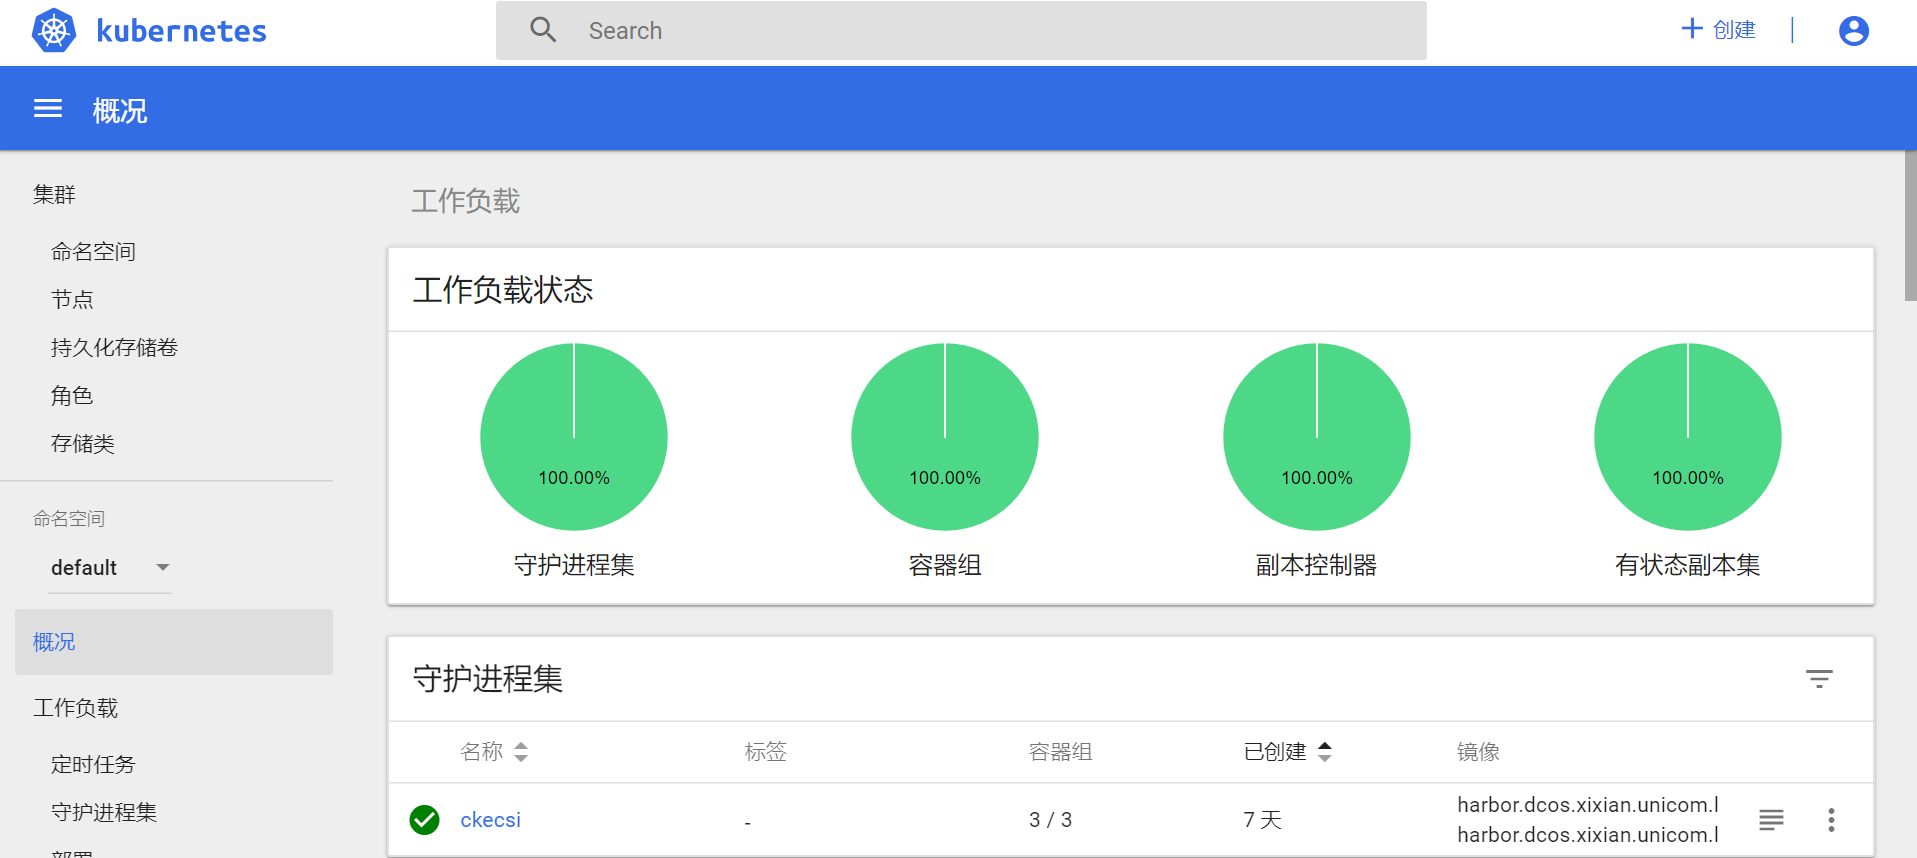 kubernetes
Search
创建
概况
集群
命名空间
节点
持久化存储卷
角色
存储类
命名空间
default
概况
工作负载
定时任务
守护进程集
工作负载
工作负载状态
100.00%
100.00%
100.00%
100.00%
守护进程集
容器组
副本控制器
有状态副本集
守护进程集
名称
标签
容器组
已创建
镜像
ckecsi
-
3 / 3
7 天
harbor.dcos.xixian.unicom.l
harbor.dcos.xixian.unicom.l